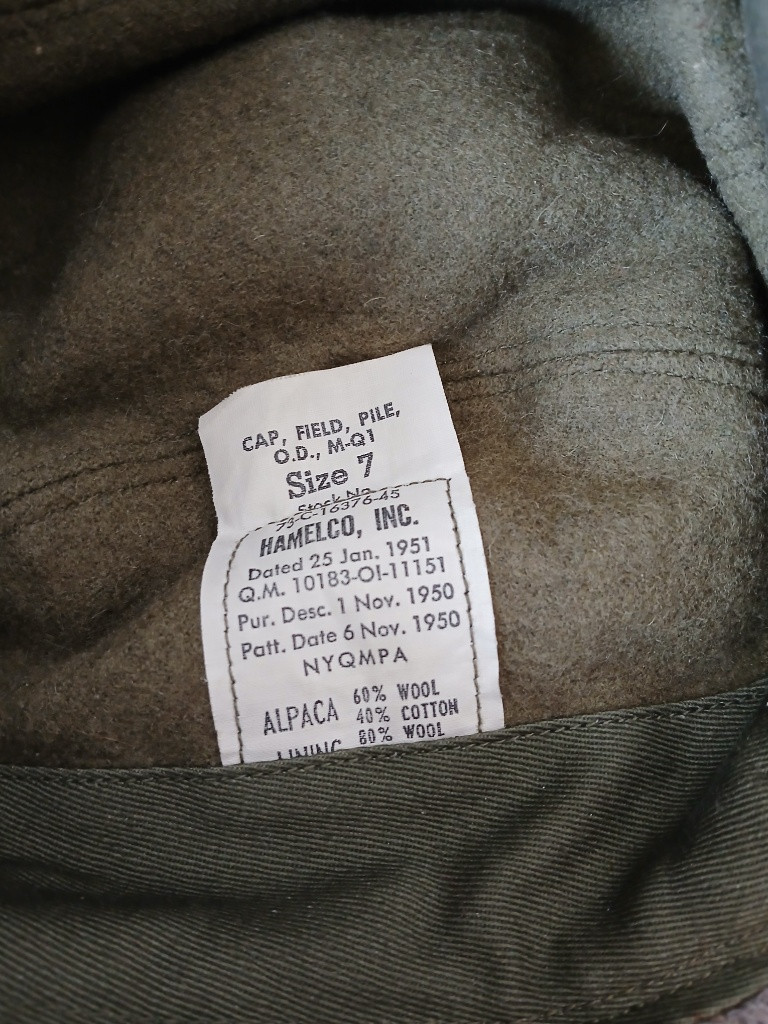 CAP, FIELD, PILE,
O.D., M-Q1
Size 7
Stock No.
73-C-16376-45
HAMELCO, INC.
Dated 25 Jan. 1951
Q.M. 10183-OI-11151
Pur. Desc. 1 Nov. 1950
Patt. Date 6 Nov. 1950
NYQMPA
ALPACA 60% WOOL
40% COTTON
LINING 80% WOOL